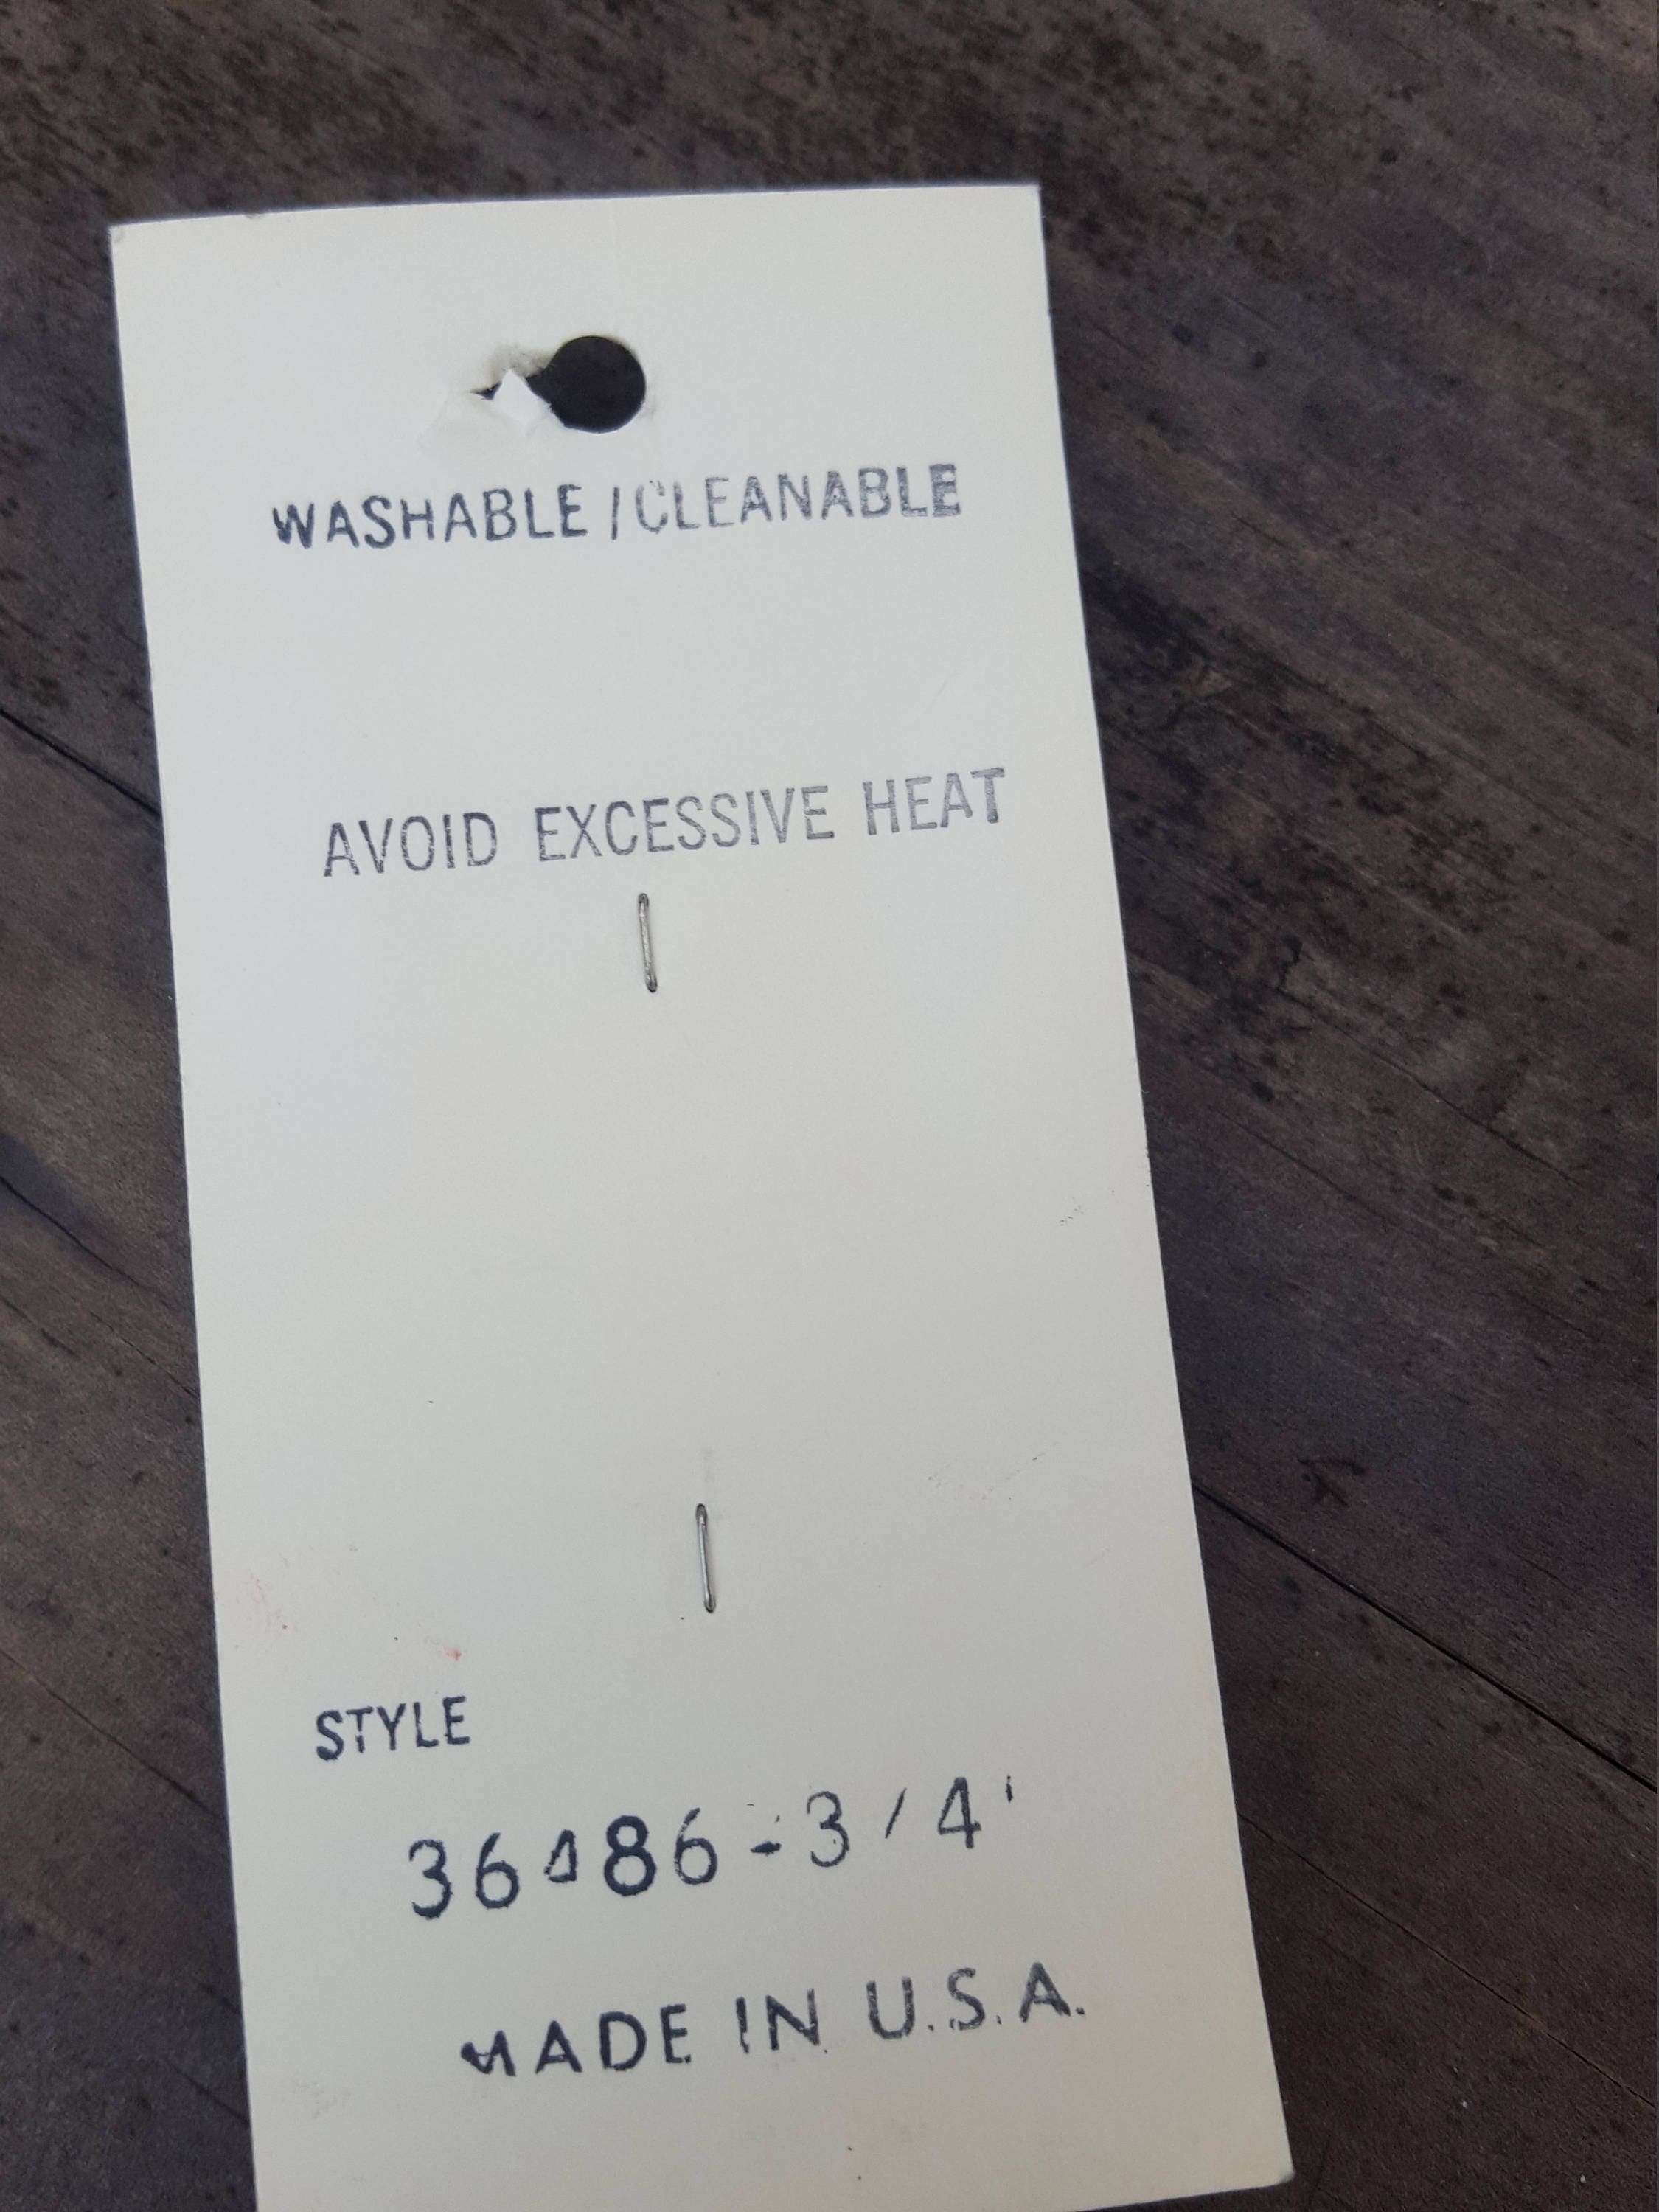 WASHABLE / CLEANABLE
AVOID EXCESSIVE HEAT
STYLE
36486-3/4"
MADE IN U.S.A.